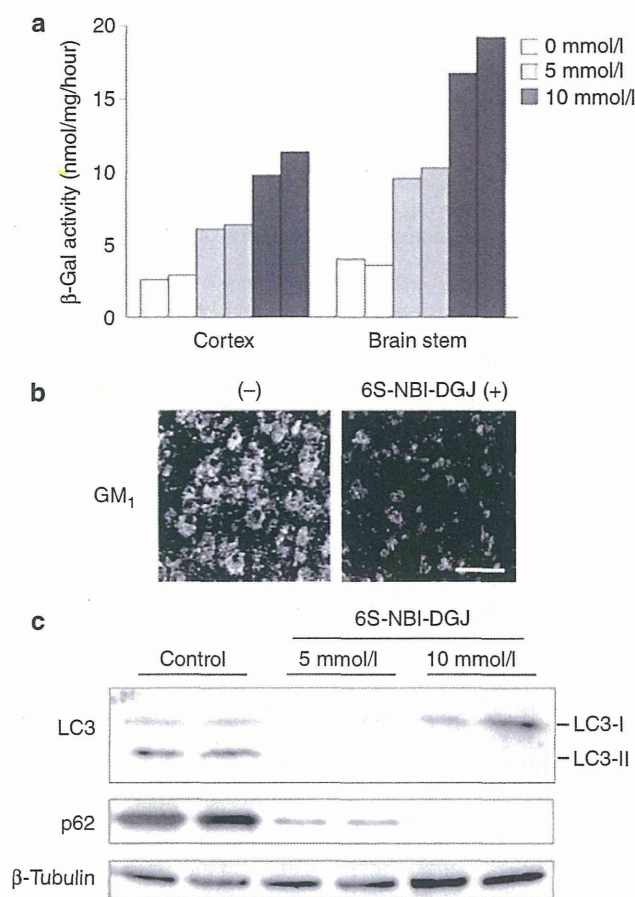 a
20
15
10
5
0
β-Gal activity (nmol/mg/hour)
0 mmol/l
5 mmol/l
10 mmol/l
Cortex
Brain stem
b
(–)
6S-NBI-DGJ (+)
GM1
c
6S-NBI-DGJ
Control
5 mmol/l
10 mmol/l
LC3
LC3-I
LC3-II
p62
β-Tubulin